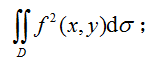 ∬_D f²(x, y)dσ；